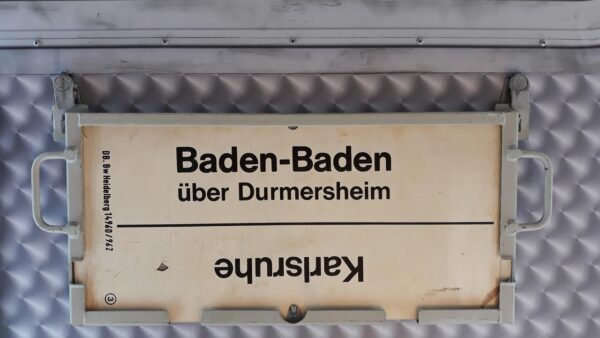 Baden-Baden
über Durmersheim
Karlsruhe
DB. Bw Heidelberg 14960/962
3